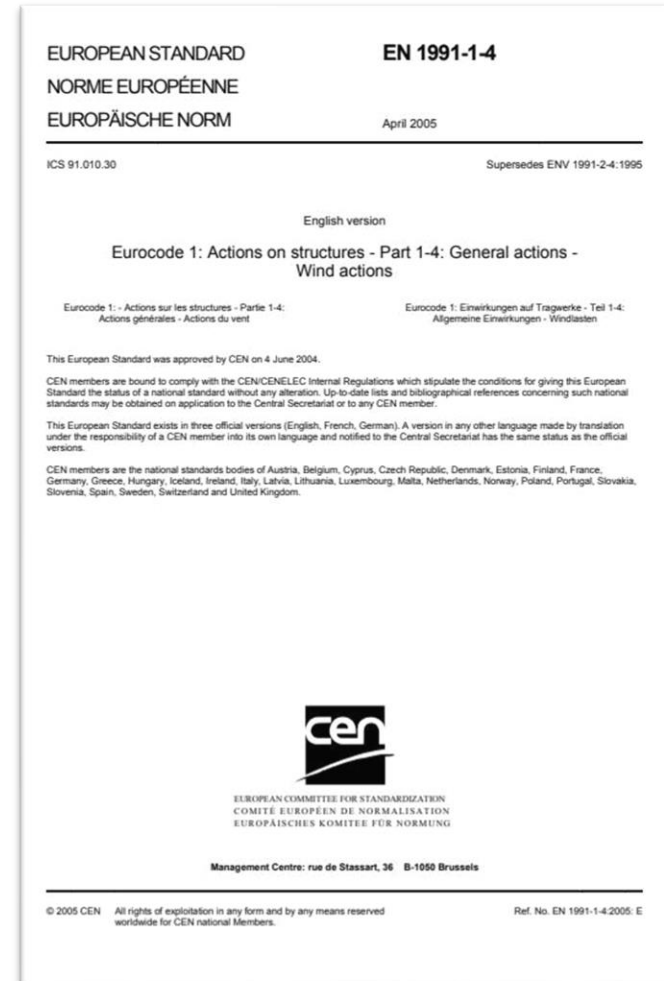 EUROPEAN STANDARD
NORME EUROPÉENNE
EUROPÄISCHE NORM
EN 1991-1-4
April 2005
ICS 91.010.30
Supersedes ENV 1991-2-4:1995
English version
Eurocode 1: Actions on structures - Part 1-4: General actions -
Wind actions
Eurocode 1: - Actions sur les structures - Partie 1-4:
Actions générales - Actions du vent
Eurocode 1: Einwirkungen auf Tragwerke - Teil 1-4:
Allgemeine Einwirkungen - Windlasten
This European Standard was approved by CEN on 4 June 2004.
CEN members are bound to comply with the CEN/CENELEC Internal Regulations which stipulate the conditions for giving this European
Standard the status of a national standard without any alteration. Up-to-date lists and bibliographical references concerning such national
standards may be obtained on application to the Central Secretariat or to any CEN member.
This European Standard exists in three official versions (English, French, German). A version in any other language made by translation
under the responsibility of a CEN member into its own language and notified to the Central Secretariat has the same status as the official
versions.
CEN members are the national standards bodies of Austria, Belgium, Cyprus, Czech Republic, Denmark, Estonia, Finland, France,
Germany, Greece, Hungary, Iceland, Ireland, Italy, Latvia, Lithuania, Luxembourg, Malta, Netherlands, Norway, Poland, Portugal, Slovakia,
Slovenia, Spain, Sweden, Switzerland and United Kingdom.
cen
EUROPEAN COMMITTEE FOR STANDARDIZATION
COMITÉ EUROPÉEN DE NORMALISATION
EUROPÄISCHES KOMITEE FÜR NORMUNG
Management Centre: rue de Stassart, 36 B-1050 Brussels
© 2005 CEN All rights of exploitation in any form and by any means reserved
worldwide for CEN national Members.
Ref. No. EN 1991-1-4:2005: E